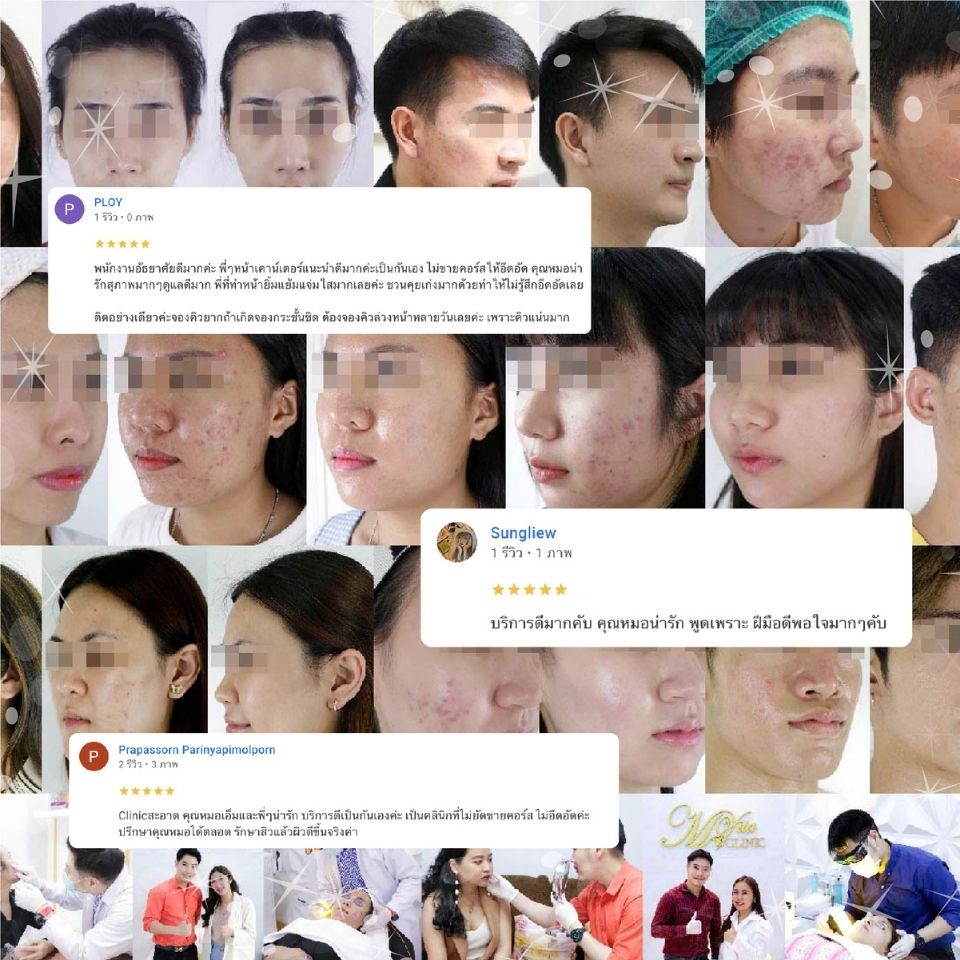 P
PLOY
1 รีวิว • 0 ภาพ
พนักงานอัธยาศัยดีมากค่ะ พี่ๆหน้าเคาน์เตอร์แนะนำดีมากค่ะเป็นกันเอง ไม่ขายคอร์สให้อึดอัด คุณหมอน่า
รักสุภาพมากๆดูแลดีมาก พี่ที่ทำหน้ายิ้มแย้มแจ่มใสมากเลยค่ะ ชวนคุยเก่งมากด้วยทำให้ไม่รู้สึกอึดอัดเลย
ติดอย่างเดียวค่ะจองคิวยากถ้าเกิดจองกระชั้นชิด ต้องจองคิวล่วงหน้าหลายวันเลยค่ะ เพราะคิวแน่นมาก
Sungliew
1 รีวิว • 1 ภาพ
บริการดีมากคับ คุณหมอน่ารัก พูดเพราะ ฝีมือดีพอใจมากๆคับ
P
Prapassorn Parinyapimolporn
2 รีวิว • 3 ภาพ
Clinicสะอาด คุณหมอเอ็มและพี่ๆน่ารัก บริการดีเป็นกันเองค่ะ เป็นคลินิกที่ไม่ยัดขายคอร์ส ไม่อึดอัดค่ะ
ปรึกษาคุณหมอได้ตลอด รักษาสิวแล้วผิวดีขึ้นจริงค่า
CLINIC